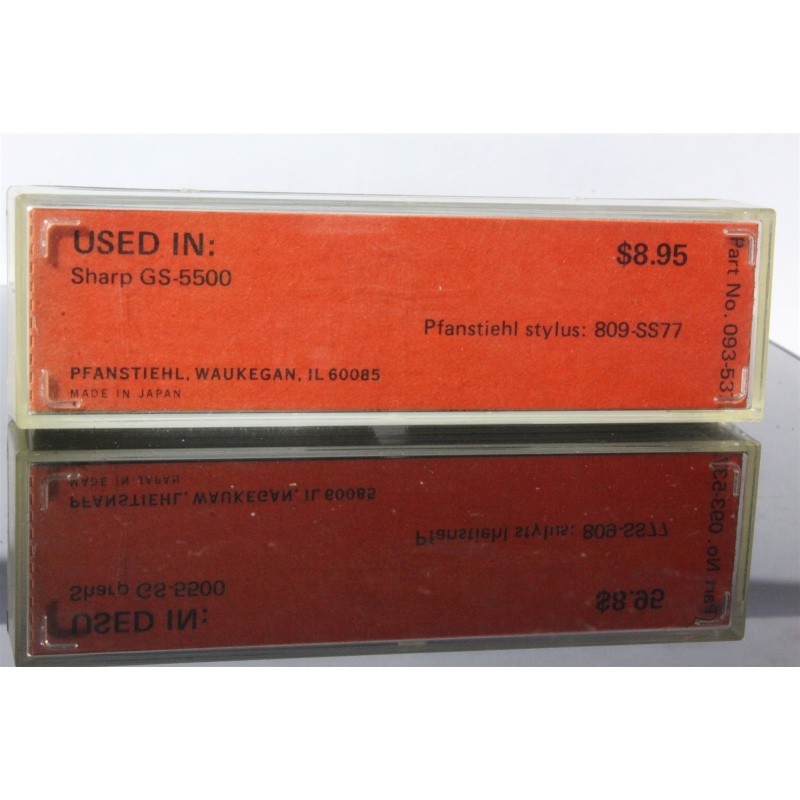 USED IN:
Sharp GS-5500
$8.95
Pfanstiehl stylus: 809-SS77
PFANSTIEHL, WAUKEGAN, IL 60085
MADE IN JAPAN
Part No. 093-537